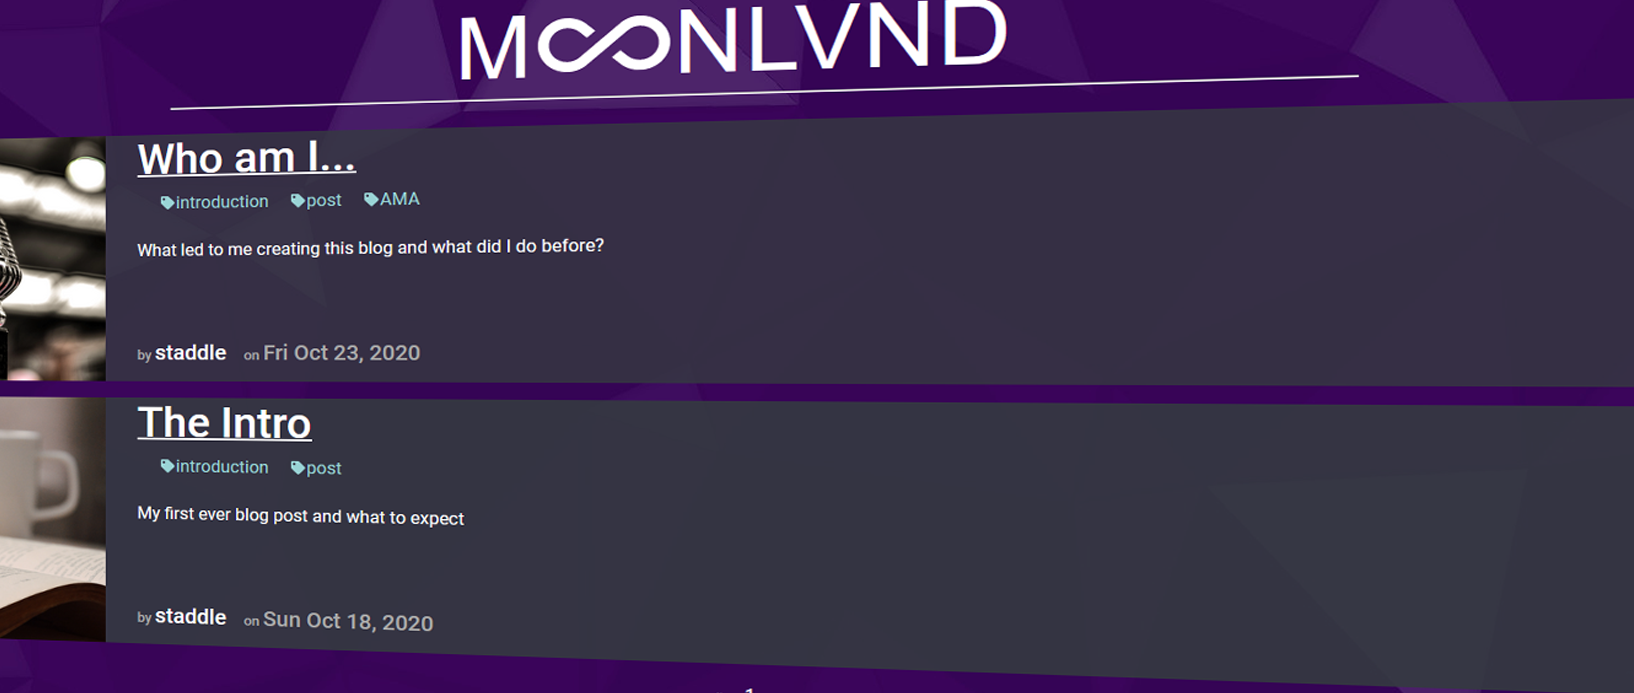 MOONLVND
Who am I...
introduction post AMA
What led to me creating this blog and what did I do before?
by staddle on Fri Oct 23, 2020
The Intro
introduction post
My first ever blog post and what to expect
by staddle on Sun Oct 18, 2020
1